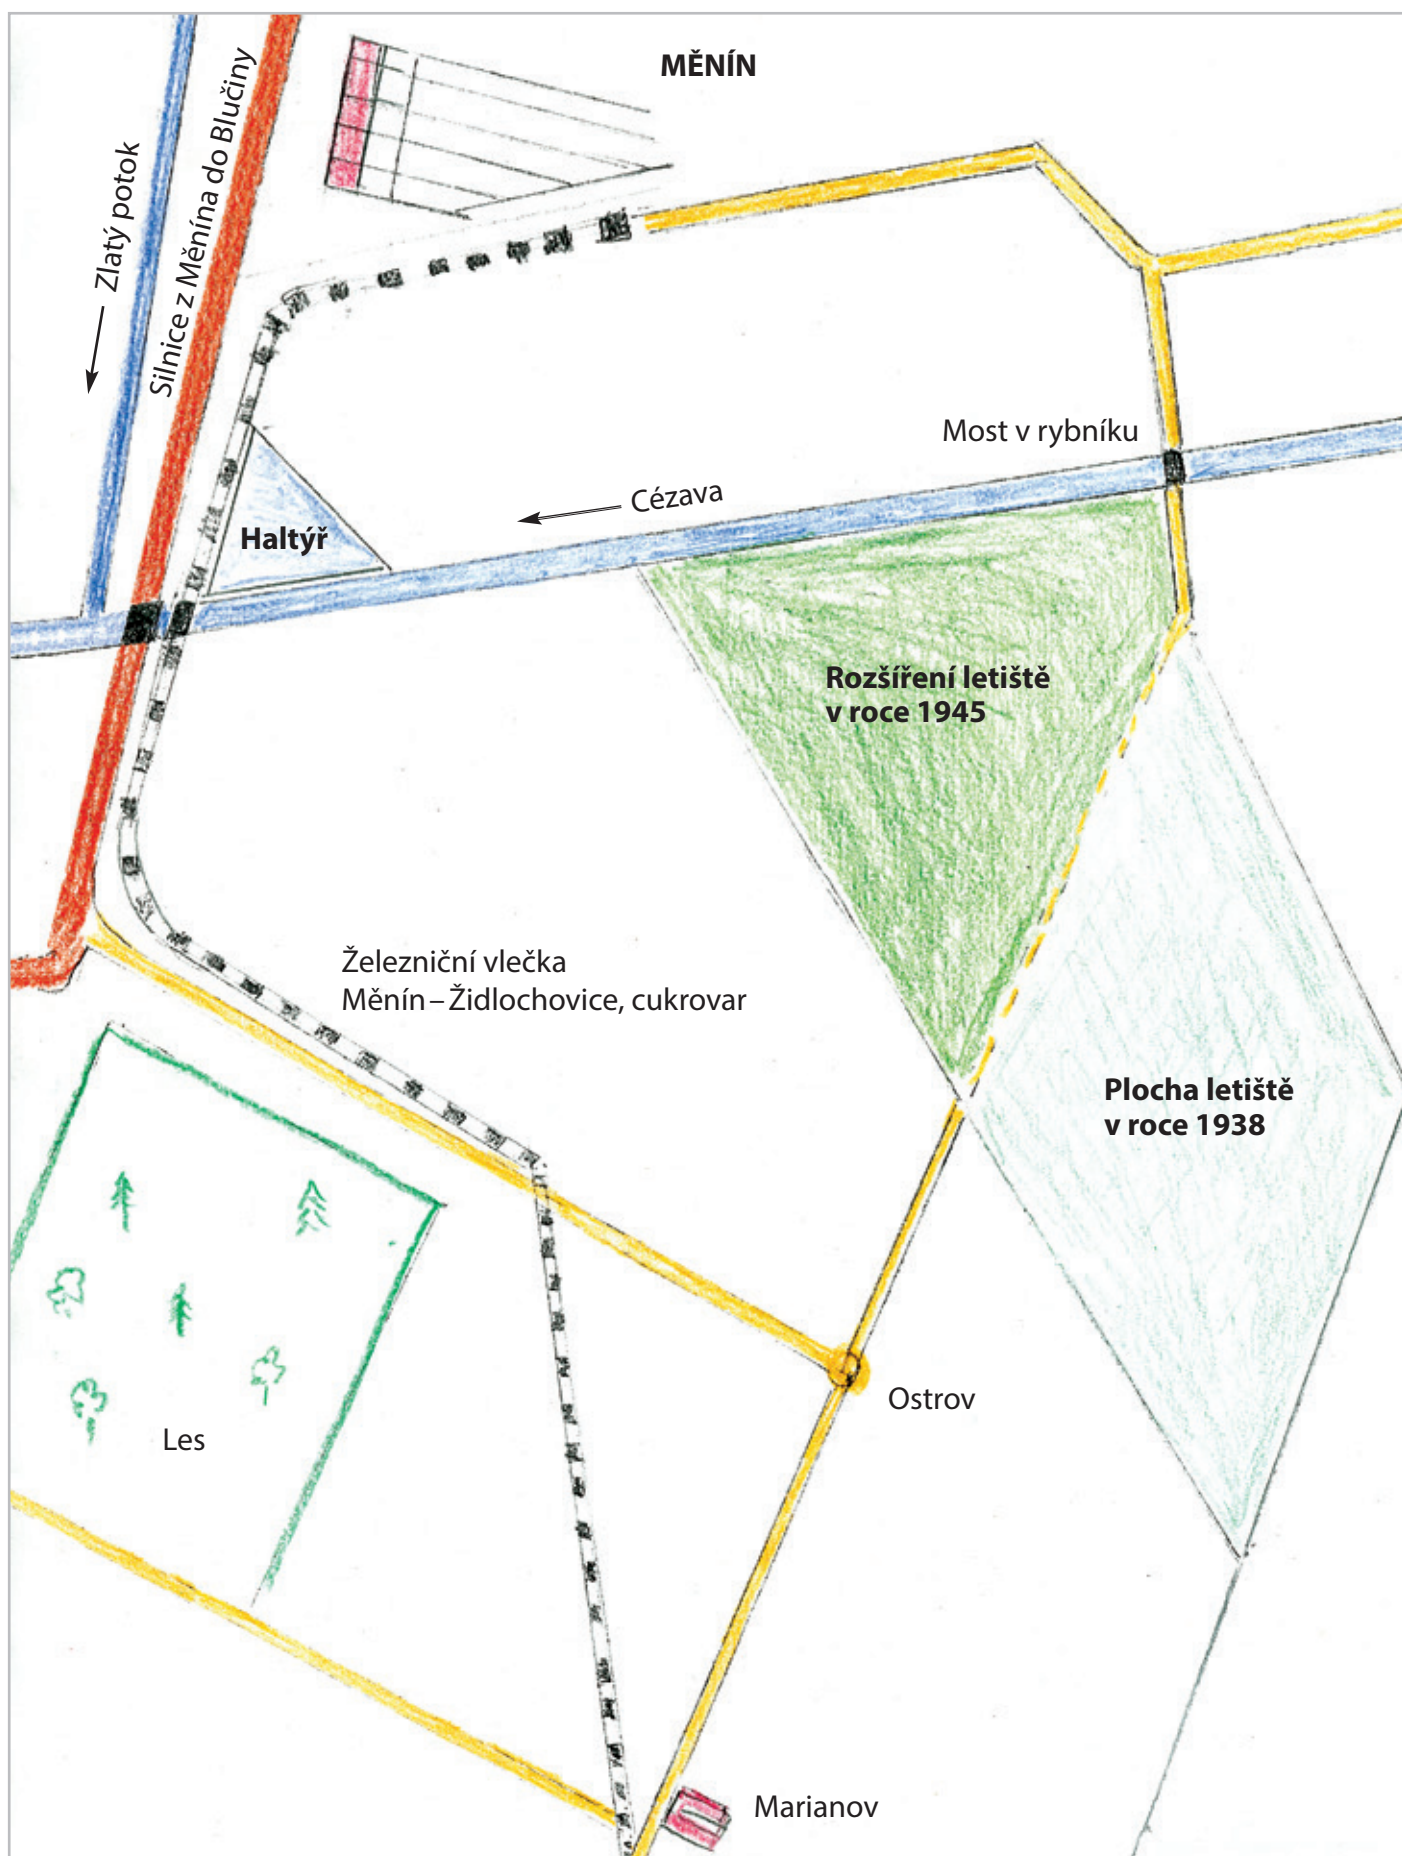 MĚNÍN
Zlatý potok
Silnice z Měnína do Blučiny
Most v rybníku
Cézava
Haltýř
Rozšíření letiště
v roce 1945
Železniční vlečka
Měnín – Židlochovice, cukrovar
Plocha letiště
v roce 1938
Ostrov
Les
Marianov